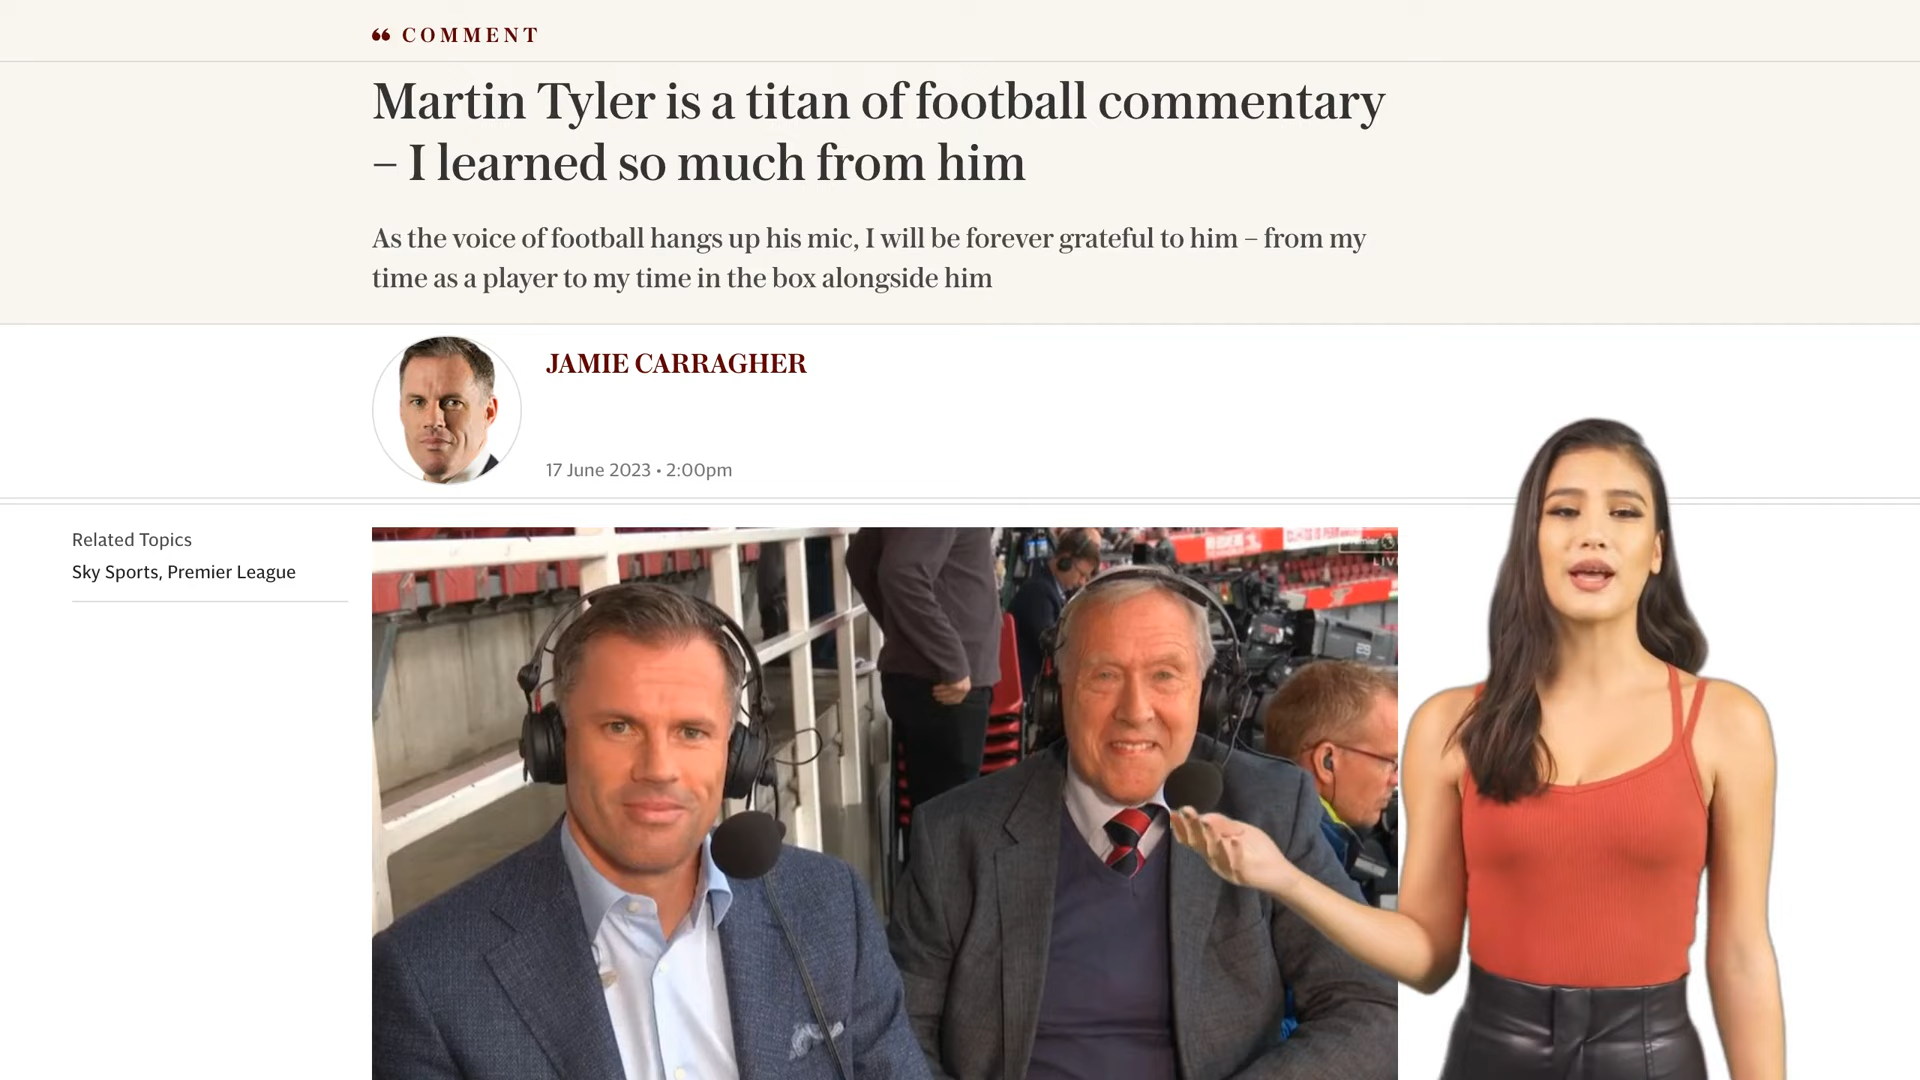 COMMENT
Martin Tyler is a titan of football commentary
– I learned so much from him
As the voice of football hangs up his mic, I will be forever grateful to him – from my
time as a player to my time in the box alongside him
JAMIE CARRAGHER
17 June 2023 • 2:00pm
Related Topics
Sky Sports, Premier League
LIV
29